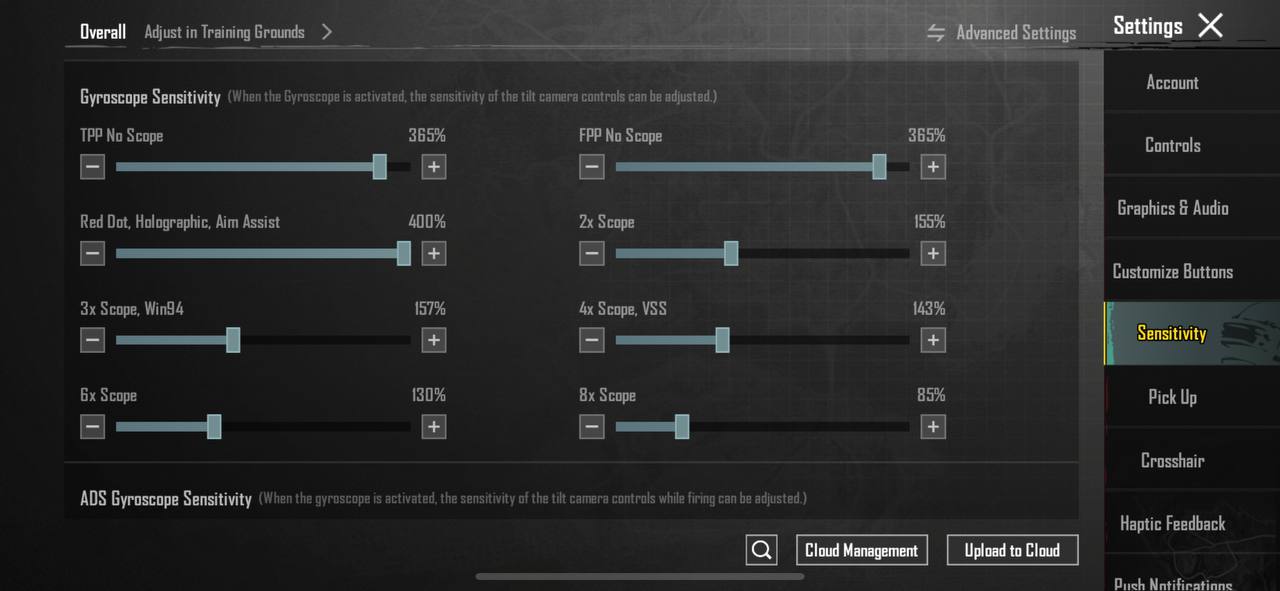 Overall
Adjust in Training Grounds
Advanced Settings
Settings
Gyroscope Sensitivity (When the Gyroscope is activated, the sensitivity of the tilt camera controls can be adjusted.)
TPP No Scope 365%
FPP No Scope 365%
Red Dot, Holographic, Aim Assist 400%
2x Scope 155%
3x Scope, Win94 157%
4x Scope, VSS 143%
6x Scope 130%
8x Scope 85%
ADS Gyroscope Sensitivity (When the gyroscope is activated, the sensitivity of the tilt camera controls while firing can be adjusted.)
Cloud Management
Upload to Cloud
Account
Controls
Graphics & Audio
Customize Buttons
Sensitivity
Pick Up
Crosshair
Haptic Feedback
Push Notifications